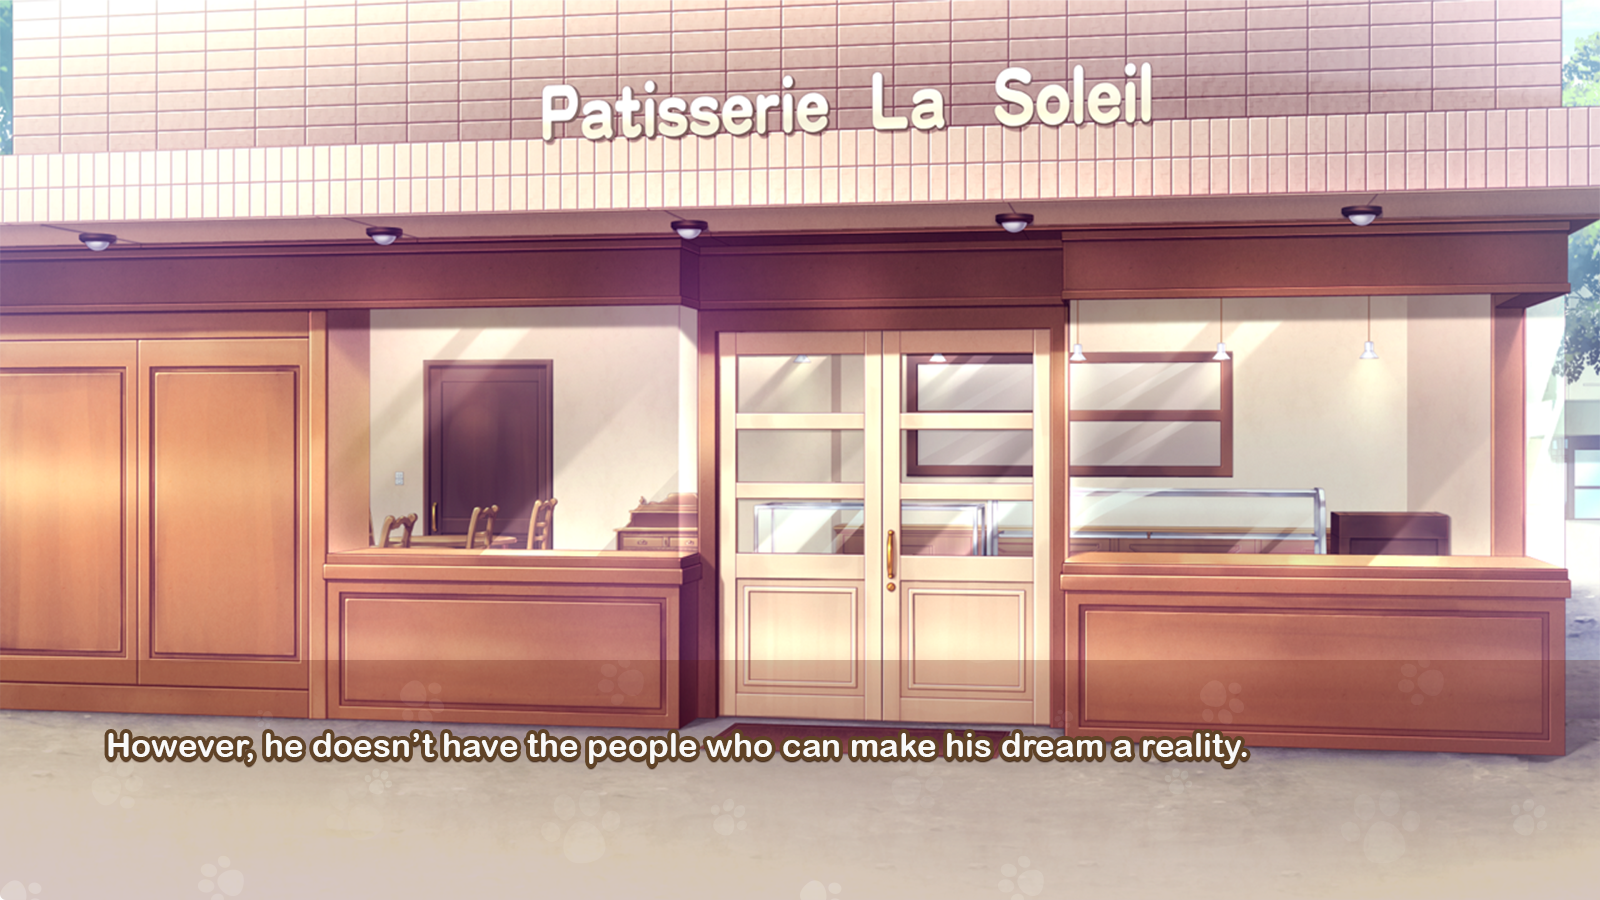 Patisserie La Soleil
However, he doesn't have the people who can make his dream a reality.